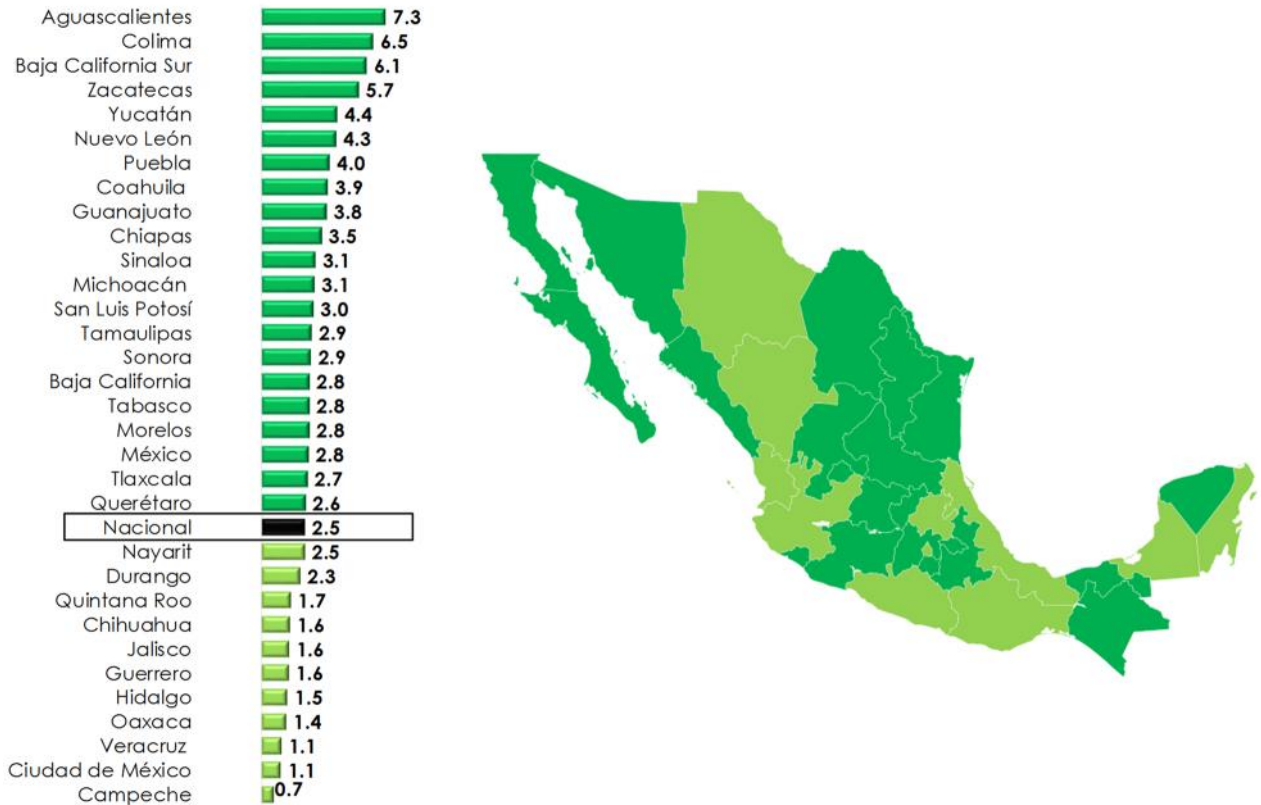 Aguascalientes 7.3
Colima 6.5
Baja California Sur 6.1
Zacatecas 5.7
Yucatán 4.4
Nuevo León 4.3
Puebla 4.0
Coahuila 3.9
Guanajuato 3.8
Chiapas 3.5
Sinaloa 3.1
Michoacán 3.1
San Luis Potosí 3.0
Tamaulipas 2.9
Sonora 2.9
Baja California 2.8
Tabasco 2.8
Morelos 2.8
México 2.8
Tlaxcala 2.7
Querétaro 2.6
Nacional 2.5
Nayarit 2.5
Durango 2.3
Quintana Roo 1.7
Chihuahua 1.6
Jalisco 1.6
Guerrero 1.6
Hidalgo 1.5
Oaxaca 1.4
Veracruz 1.1
Ciudad de México 1.1
Campeche 0.7